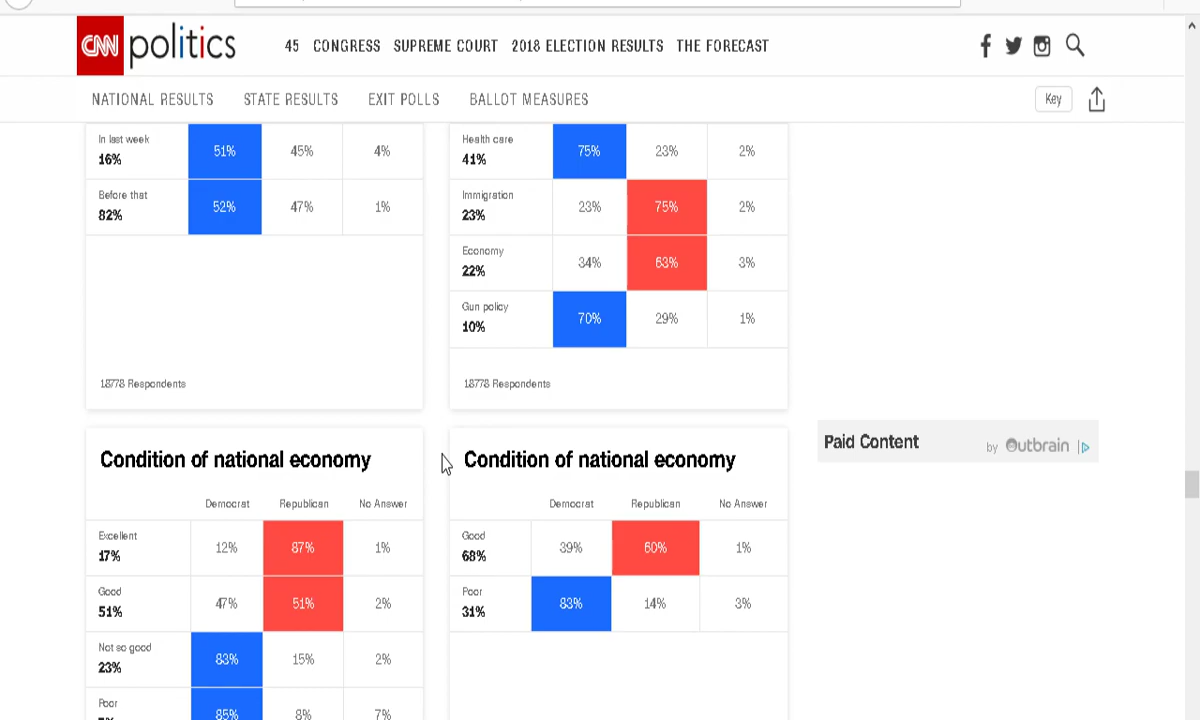 CNN politics 45 CONGRESS SUPREME COURT 2018 ELECTION RESULTS THE FORECAST
NATIONAL RESULTS STATE RESULTS EXIT POLLS BALLOT MEASURES Key
In last week
16% 51% 45% 4%
Before that
82% 52% 47% 1%
18778 Respondents
Health care
41% 75% 23% 2%
Immigration
23% 23% 75% 2%
Economy
22% 34% 63% 3%
Gun policy
10% 70% 29% 1%
18778 Respondents
Paid Content by Outbrain
Condition of national economy
Democrat Republican No Answer
Excellent
17% 12% 87% 1%
Good
51% 47% 51% 2%
Not so good
23% 83% 15% 2%
Poor
85% 8% 7%
Condition of national economy
Democrat Republican No Answer
Good
68% 39% 60% 1%
Poor
31% 83% 14% 3%